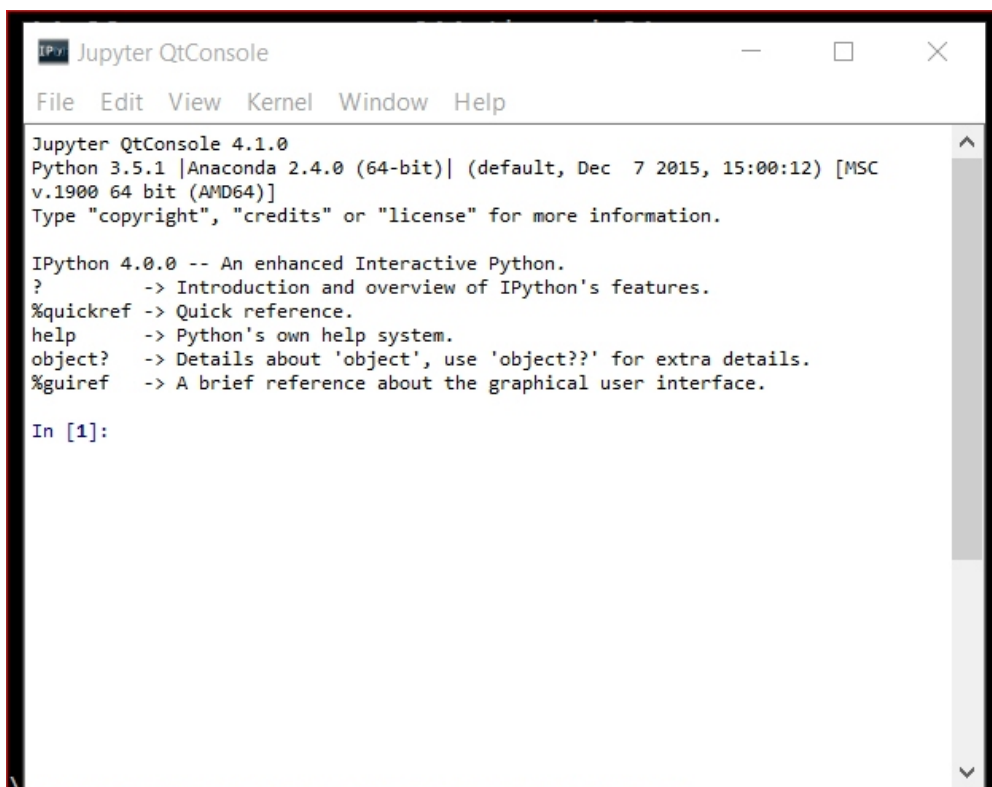 IP[y] Jupyter QtConsole
File Edit View Kernel Window Help
Jupyter QtConsole 4.1.0
Python 3.5.1 |Anaconda 2.4.0 (64-bit)| (default, Dec  7 2015, 15:00:12) [MSC
v.1900 64 bit (AMD64)]
Type "copyright", "credits" or "license" for more information.
IPython 4.0.0 -- An enhanced Interactive Python.
?         -> Introduction and overview of IPython's features.
%quickref -> Quick reference.
help      -> Python's own help system.
object?   -> Details about 'object', use 'object??' for extra details.
%guiref   -> A brief reference about the graphical user interface.
In [1]: